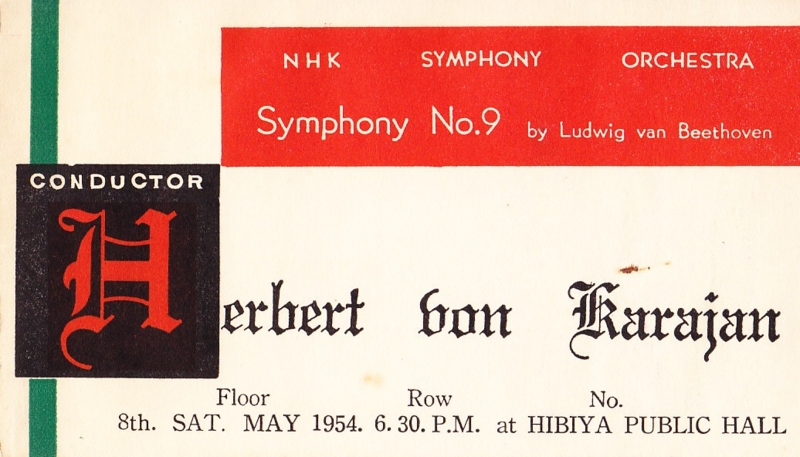 NHK SYMPHONY ORCHESTRA
Symphony No.9 by Ludwig van Beethoven
CONDUCTOR
Herbert von Karajan
Floor Row No.
8th. SAT. MAY 1954. 6.30. P.M. at HIBIYA PUBLIC HALL